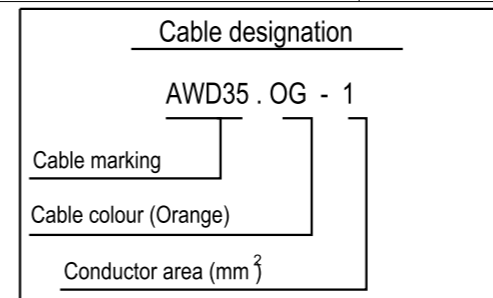 Cable designation
AWD35 . OG - 1
Cable marking
Cable colour (Orange)
Conductor area (mm²)